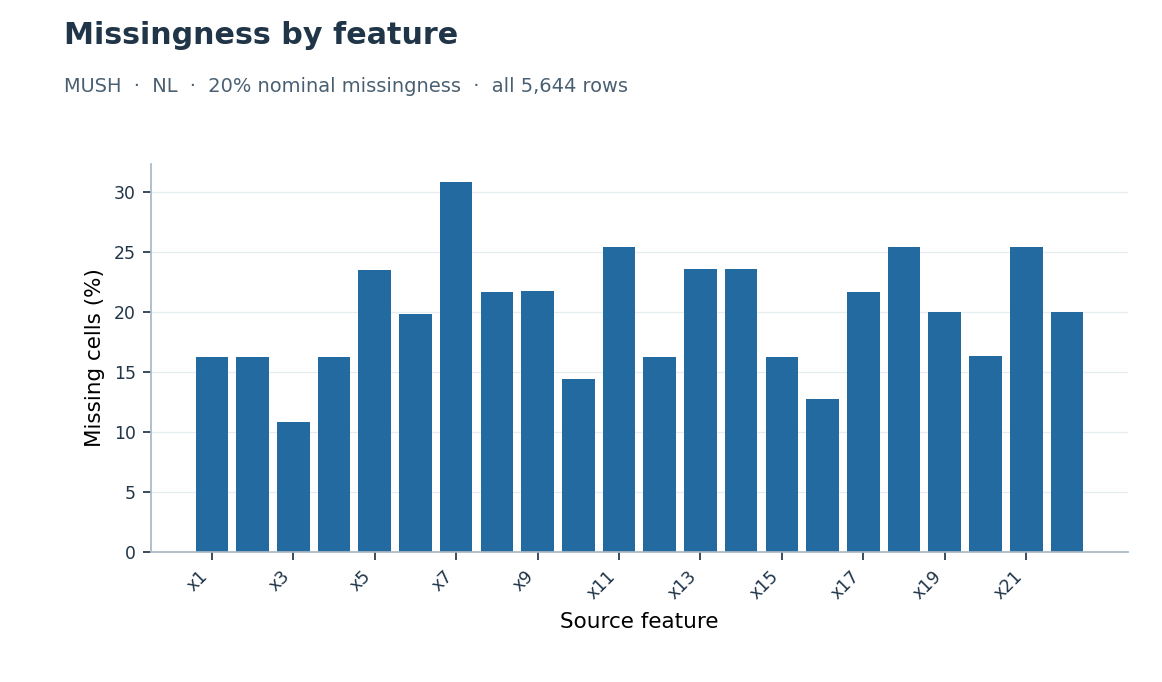 Missingness by feature
MUSH · NL · 20% nominal missingness · all 5,644 rows
Missing cells (%)
30
25
20
15
10
5
0
x1 x3 x5 x7 x9 x11 x13 x15 x17 x19 x21
Source feature